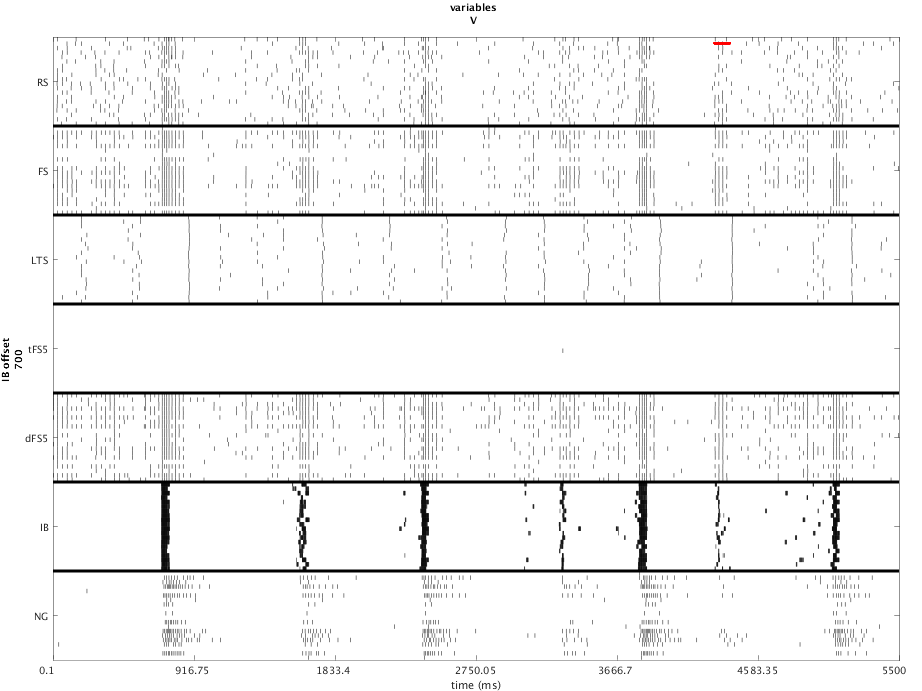 variables
V
RS
FS
LTS
IB offset
700
tFS5
dFS5
IB
NG
0.1 916.75 1833.4 2750.05 3666.7 4583.35 5500
time (ms)